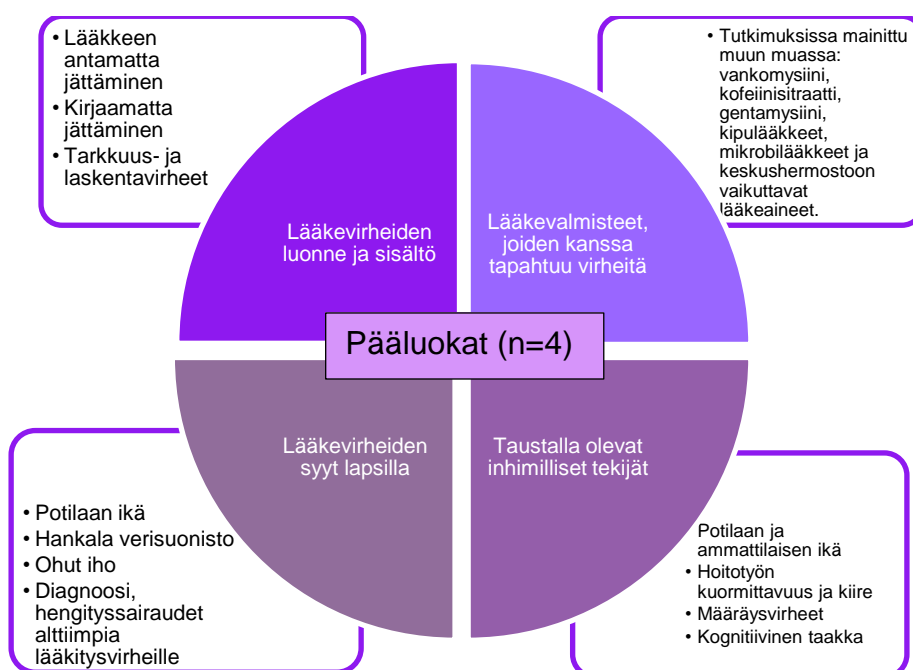 • Lääkkeen
antamatta
jättäminen
• Kirjaamatta
jättäminen
• Tarkkuus- ja
laskentavirheet
• Tutkimuksissa mainittu
muun muassa:
vankomysiini,
kofeiinisitraatti,
gentamysiini,
kipulääkkeet,
mikrobilääkkeet ja
keskushermostoon
vaikuttavat
lääkeaineet.
Lääkevirheiden
luonne ja sisältö
Lääkevalmisteet,
joiden kanssa
tapahtuu virheitä
Pääluokat (n=4)
Lääkevirheiden
syyt lapsilla
Taustalla olevat
inhimilliset tekijät
• Potilaan ikä
• Hankala verisuonisto
• Ohut iho
• Diagnoosi,
hengityssairaudet
alttiimpia
lääkitysvirheille
Potilaan ja
ammattilaisen ikä
• Hoitotyön
kuormittavuus ja kiire
• Määräysvirheet
• Kognitiivinen taakka